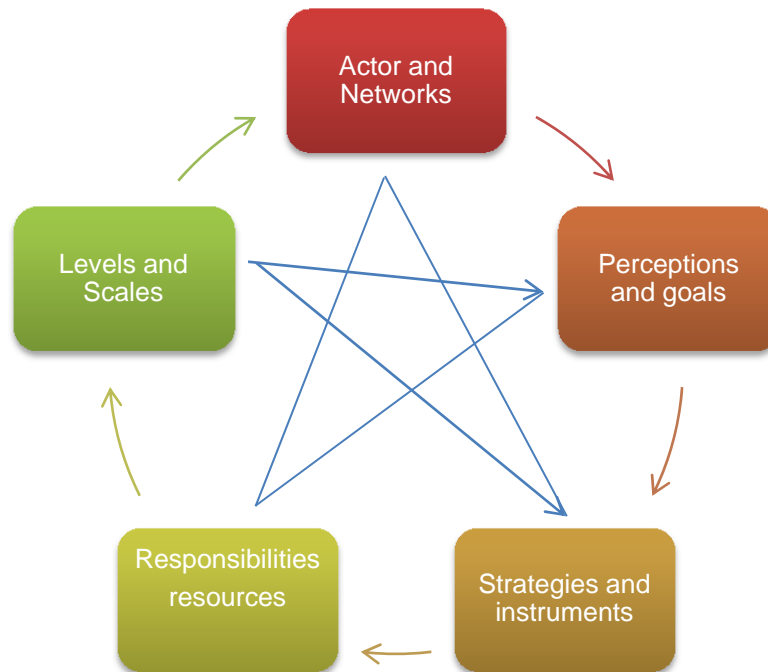 Actor and
Networks
Levels and
Scales
Perceptions
and goals
Responsibilities
resources
Strategies and
instruments